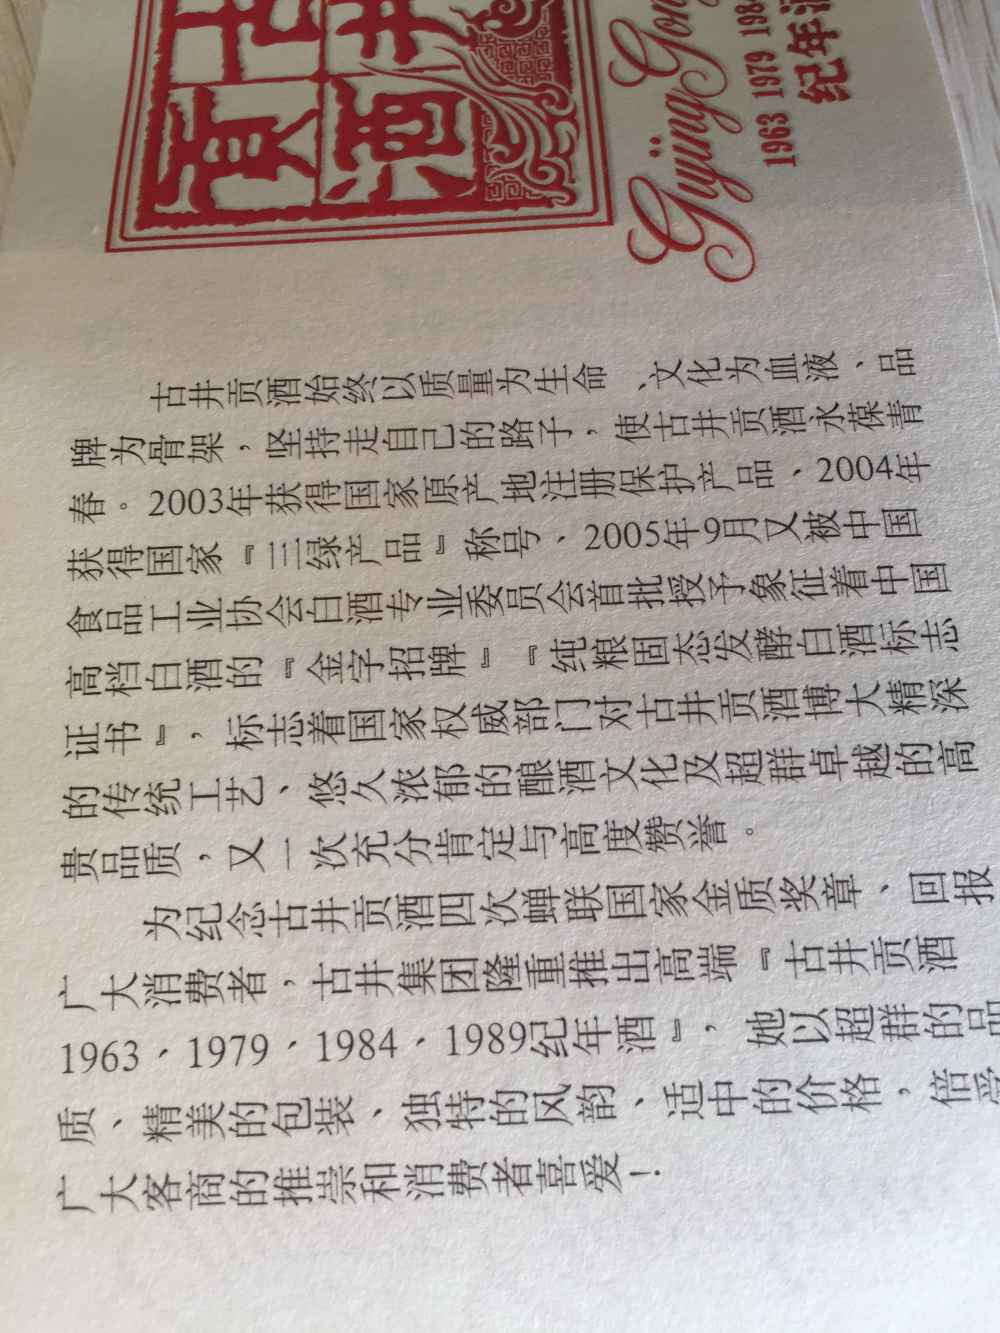 古井
贡酒
Gujing Gong
1963 1979 198
纪年酒
古井贡酒始终以质量为生命、文化为血液、品
牌为骨架，坚持走自己的路子，使古井贡酒永葆青
春。2003年获得国家原产地注册保护产品、2004年
获得国家『三绿产品』称号、2005年9月又被中国
食品工业协会白酒专业委员会首批授予象征着中国
高档白酒的『金字招牌』『纯粮固态发酵白酒标志
证书』，标志着国家权威部门对古井贡酒博大精深
的传统工艺、悠久浓郁的酿酒文化及超群卓越的高
贵品质，又一次充分肯定与高度赞誉。
为纪念古井贡酒四次蝉联国家金质奖章、回报
广大消费者，古井集团隆重推出高端『古井贡酒
1963、1979、1984、1989纪年酒』，她以超群的品
质、精美的包装、独特的风韵、适中的价格，倍受
广大客商的推崇和消费者喜爱！